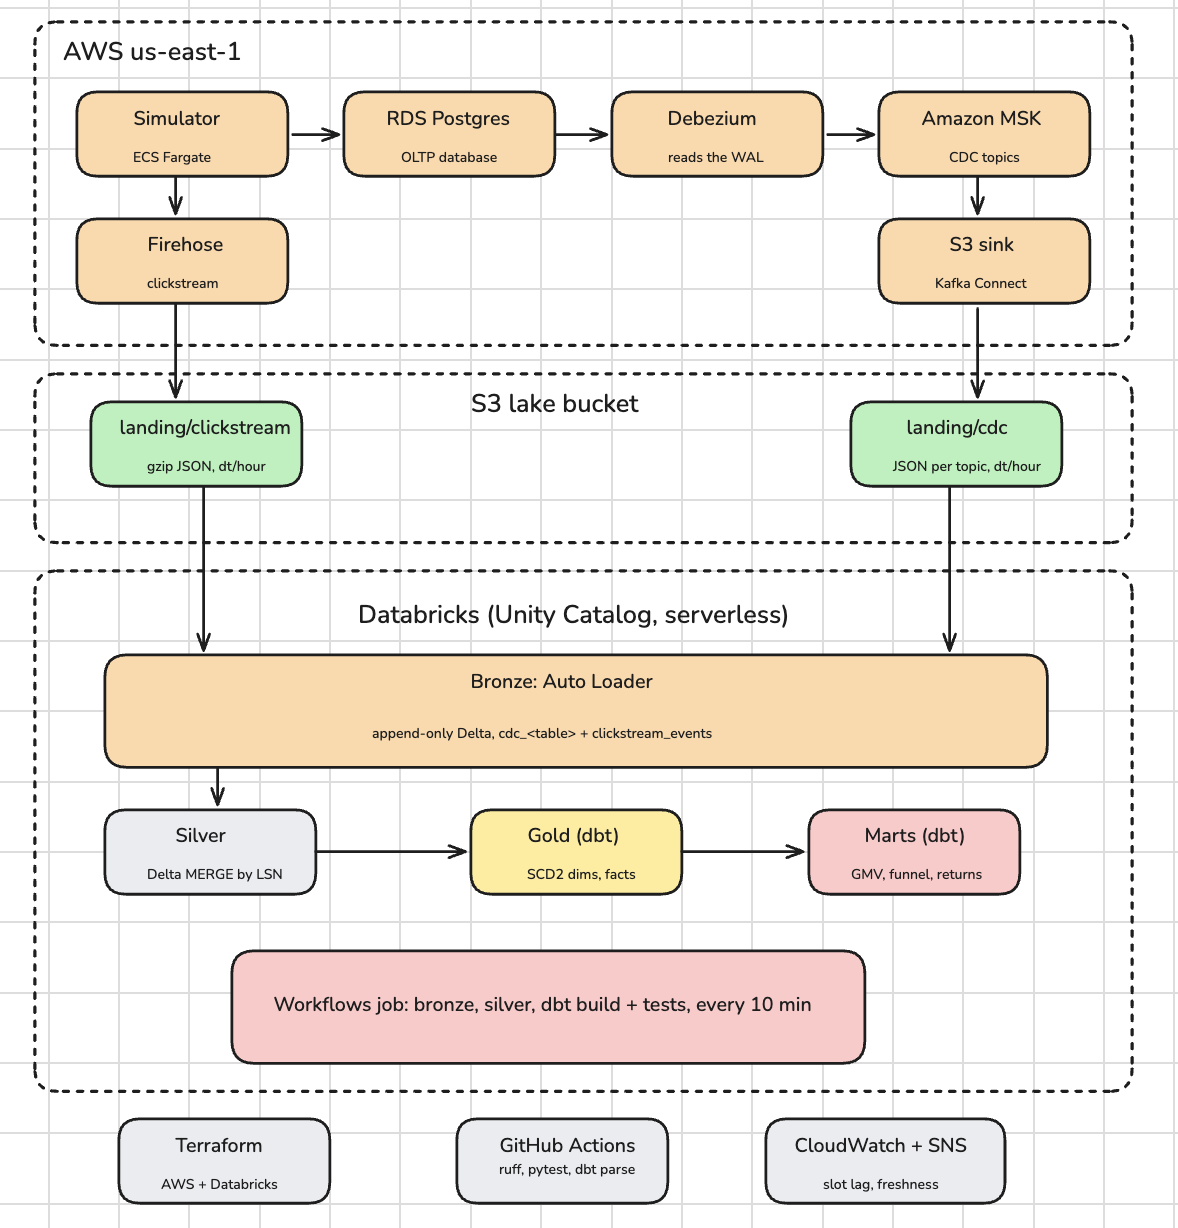 AWS us-east-1
Simulator
ECS Fargate
RDS Postgres
OLTP database
Debezium
reads the WAL
Amazon MSK
CDC topics
Firehose
clickstream
S3 sink
Kafka Connect
S3 lake bucket
landing/clickstream
gzip JSON, dt/hour
landing/cdc
JSON per topic, dt/hour
Databricks (Unity Catalog, serverless)
Bronze: Auto Loader
append-only Delta, cdc_<table> + clickstream_events
Silver
Delta MERGE by LSN
Gold (dbt)
SCD2 dims, facts
Marts (dbt)
GMV, funnel, returns
Workflows job: bronze, silver, dbt build + tests, every 10 min
Terraform
AWS + Databricks
GitHub Actions
ruff, pytest, dbt parse
CloudWatch + SNS
slot lag, freshness